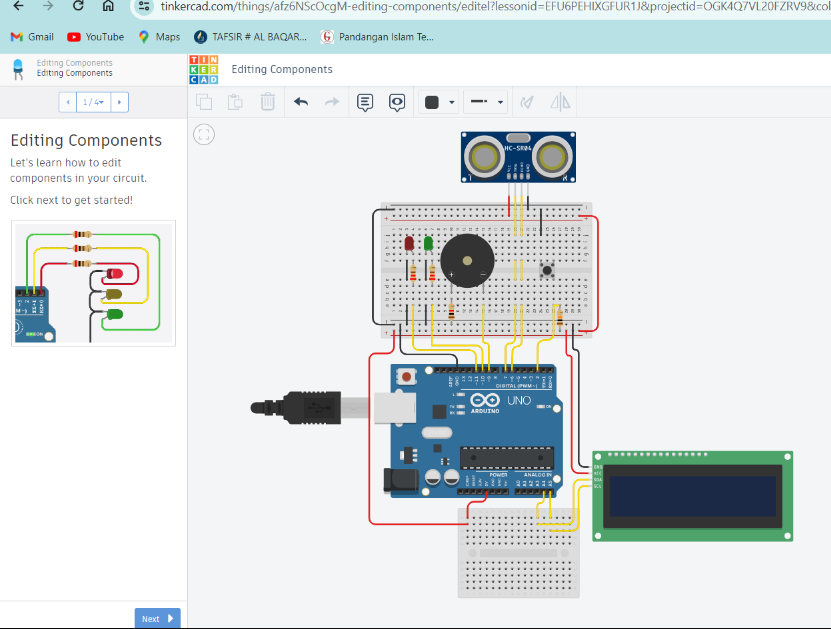 tinkercad.com/things/afz6NScOcgM-editing-components/editel?lessonid=EFU6PEHIXGFUR1J&projectid=OGK4Q7VL20FZRV9&col
Gmail YouTube Maps TAFSIR # AL BAQAR... Pandangan Islam Te...
Editing Components
Editing Components
TIN
KER
CAD
Editing Components
1/4
Editing Components
Let's learn how to edit
components in your circuit.
Click next to get started!
Next
HC-SR04
DIGITAL (PWM~)
UNO
ARDUINO
POWER
ANALOG IN
GND
VCC
SDA
SCL